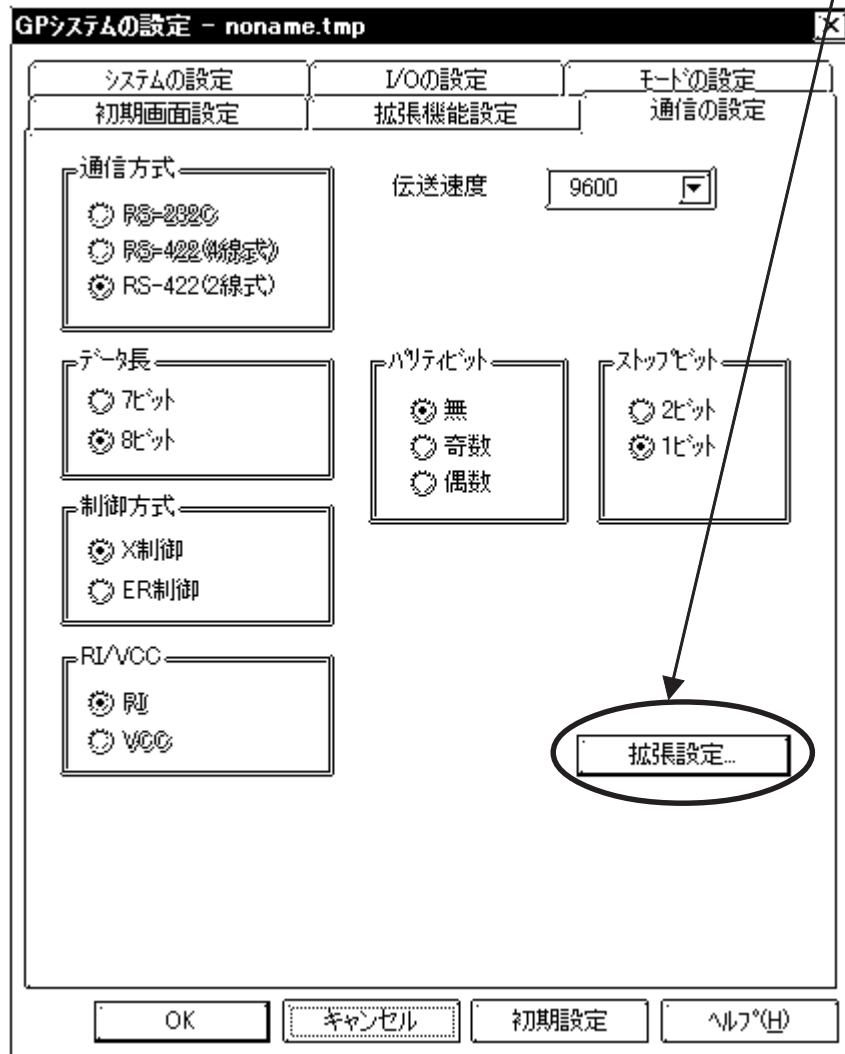 GPシステムの設定 - noname.tmp
システムの設定 I/Oの設定 モードの設定
初期画面設定 拡張機能設定 通信の設定
通信方式
RS-232C
RS-422(4線式)
RS-422(2線式)
伝送速度 9600
データ長
7ビット
8ビット
パリティビット
無
奇数
偶数
ストップビット
2ビット
1ビット
制御方式
X制御
ER制御
RI/VCC
RI
VCC
拡張設定...
OK キャンセル 初期設定 ヘルプ(H)